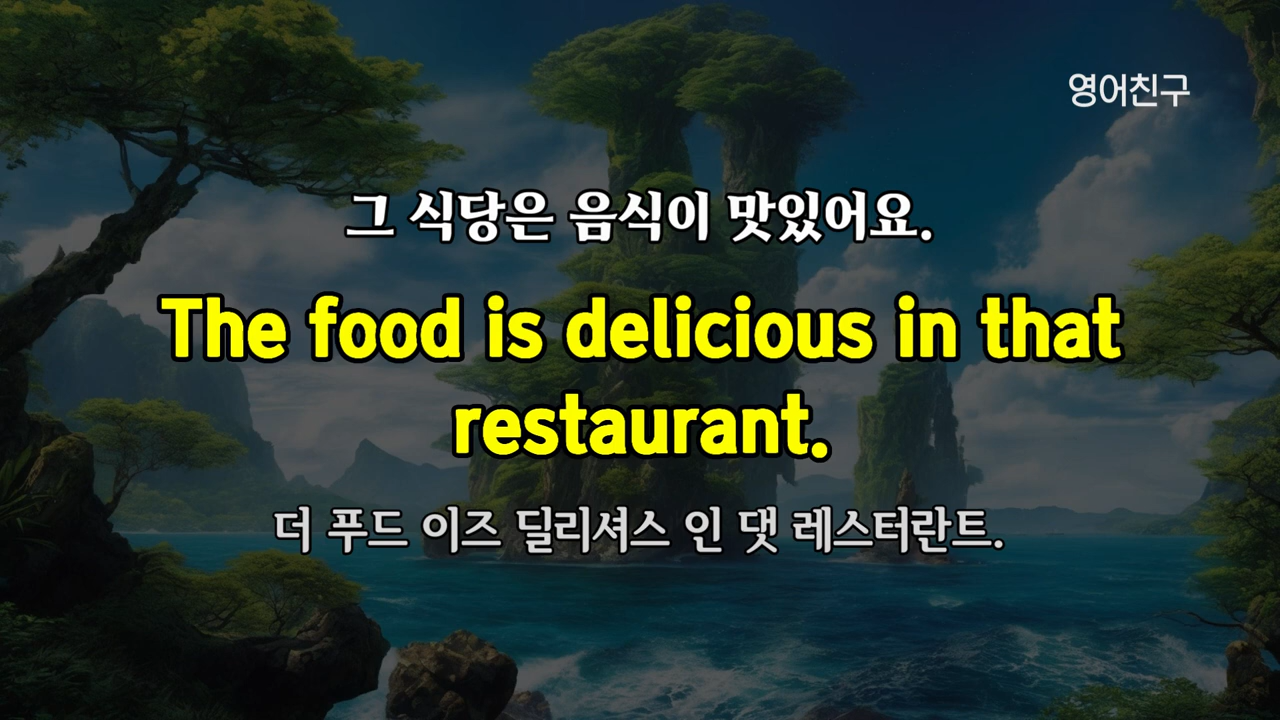 영어친구
그 식당은 음식이 맛있어요.
The food is delicious in that
restaurant.
더 푸드 이즈 딜리셔스 인 댓 레스터란트.